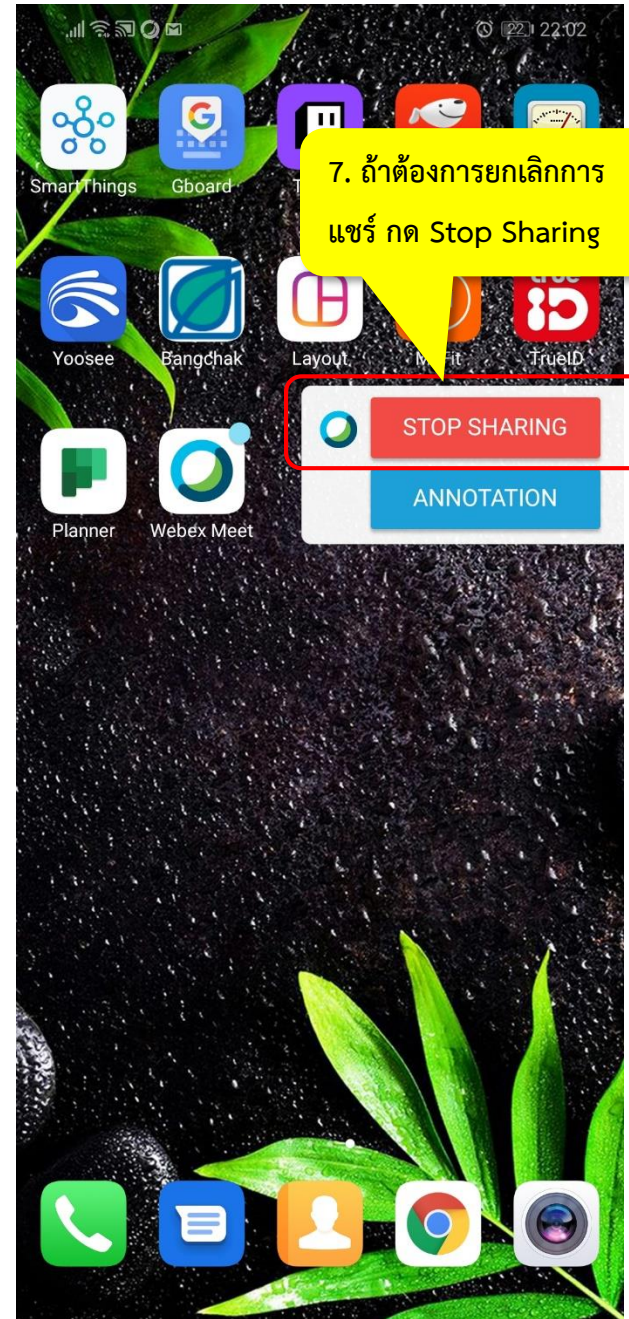 22 22:02
SmartThings
Gboard
7. ถ้าต้องการยกเลิกการ
แชร์ กด Stop Sharing
Yoosee
Bangchak
Layout
Fit
TrueID
STOP SHARING
ANNOTATION
Planner
Webex Meet